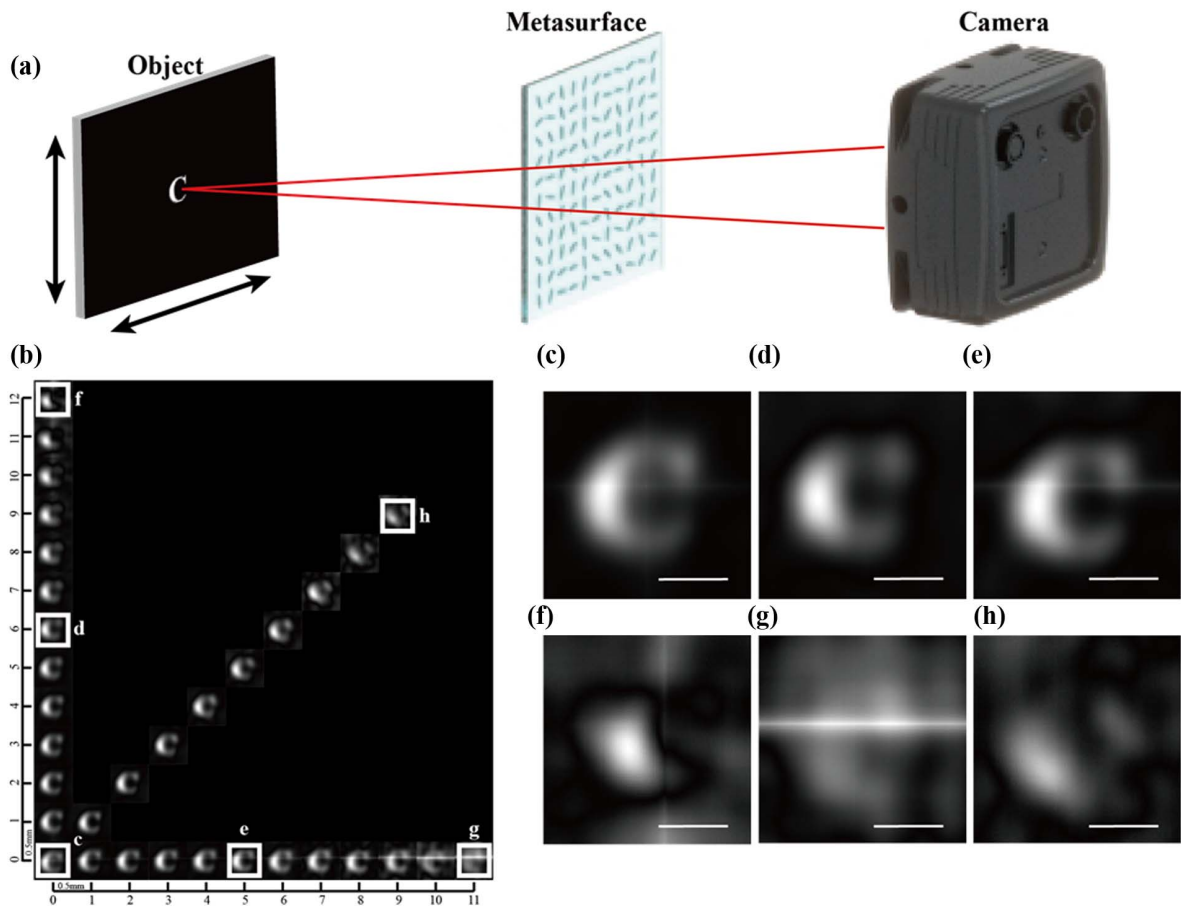 (a)
Object
Metasurface
Camera
C
(b)
(c)
(d)
(e)
12
11
10
9
8
7
6
5
4
3
2
1
0
0.5mm
f
d
h
c
e
g
0.5mm
0 1 2 3 4 5 6 7 8 9 10 11
(f)
(g)
(h)